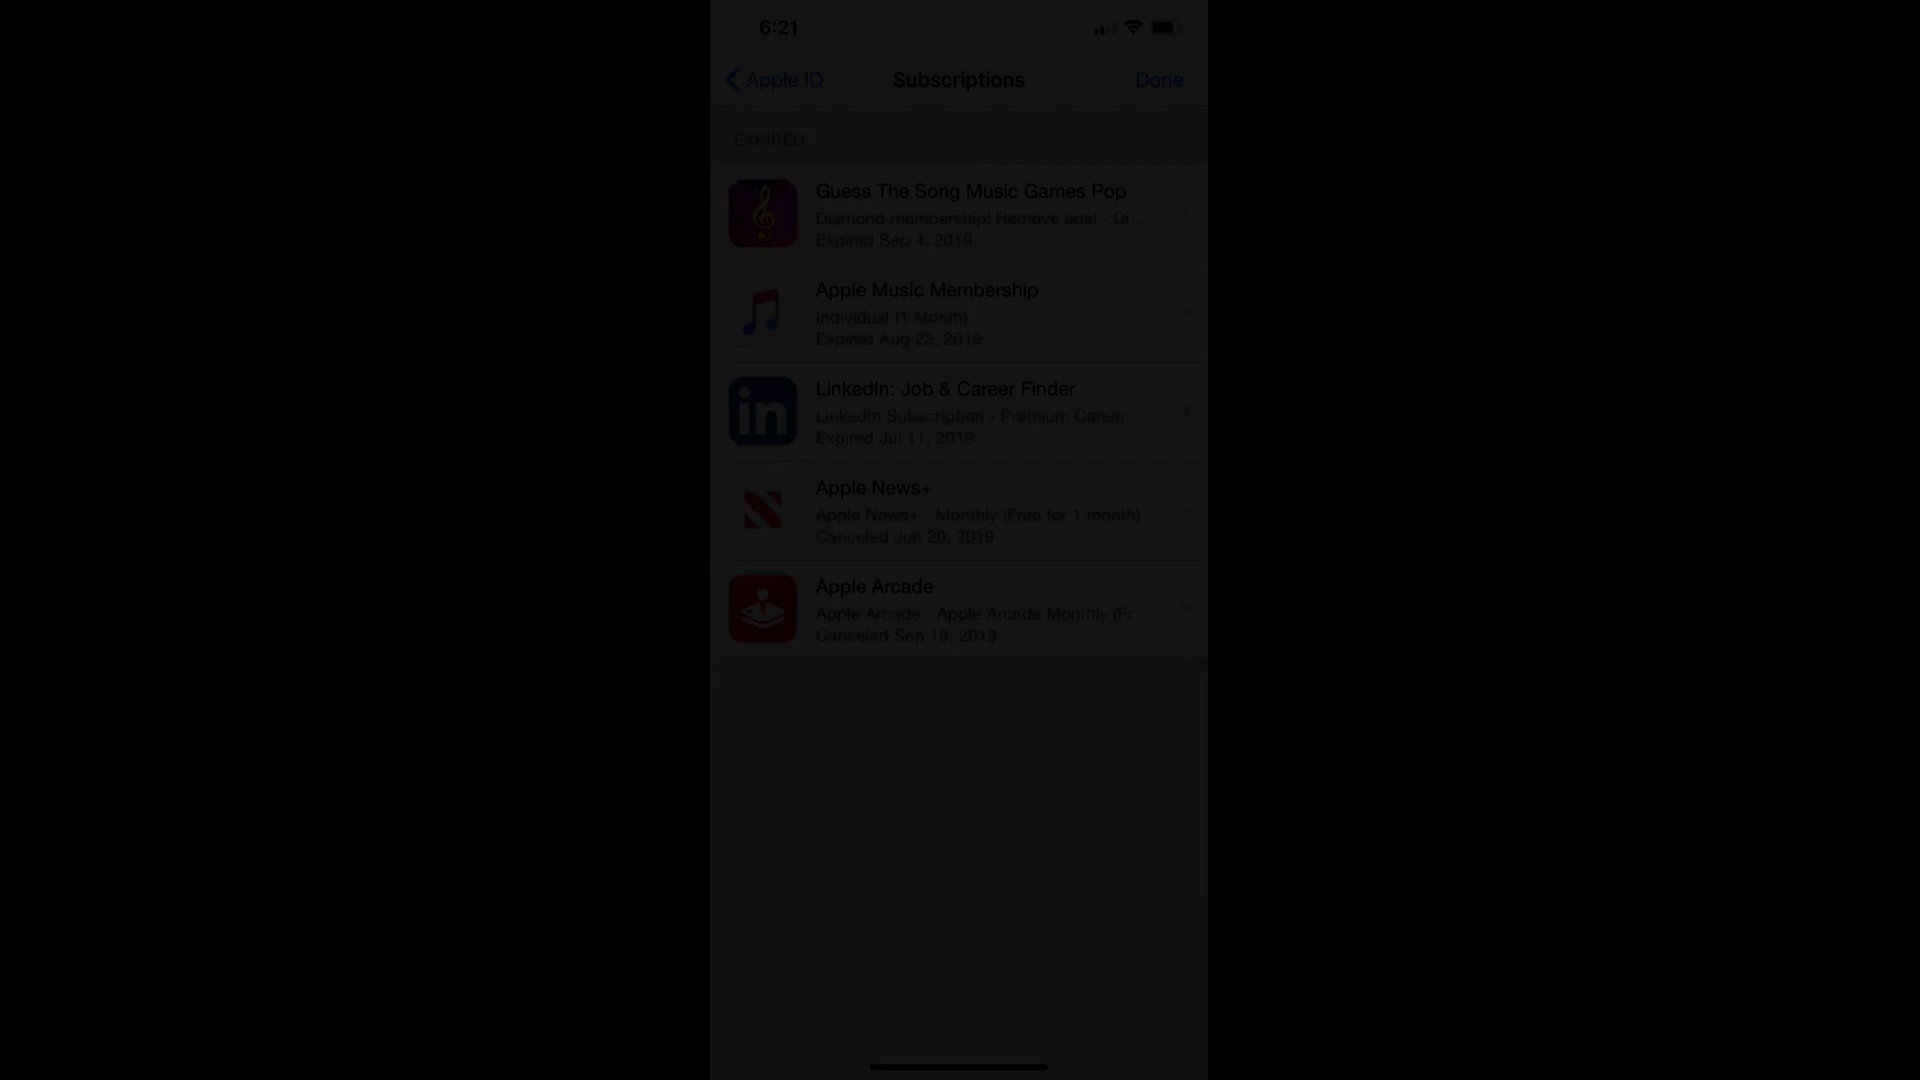 6:21
Apple ID
Subscriptions
Done
EXPIRED
Guess The Song Music Games Pop
Diamond membership! Remove ads! - Di...
Expired Sep 4, 2019
Apple Music Membership
Individual (1 Month)
Expired Aug 23, 2019
in
LinkedIn: Job & Career Finder
LinkedIn Subscription - Premium Career ...
Expired Jul 11, 2019
Apple News+
Apple News+ - Monthly (Free for 1 month)
Canceled Jun 20, 2019
Apple Arcade
Apple Arcade - Apple Arcade Monthly (Fr...
Canceled Sep 19, 2019